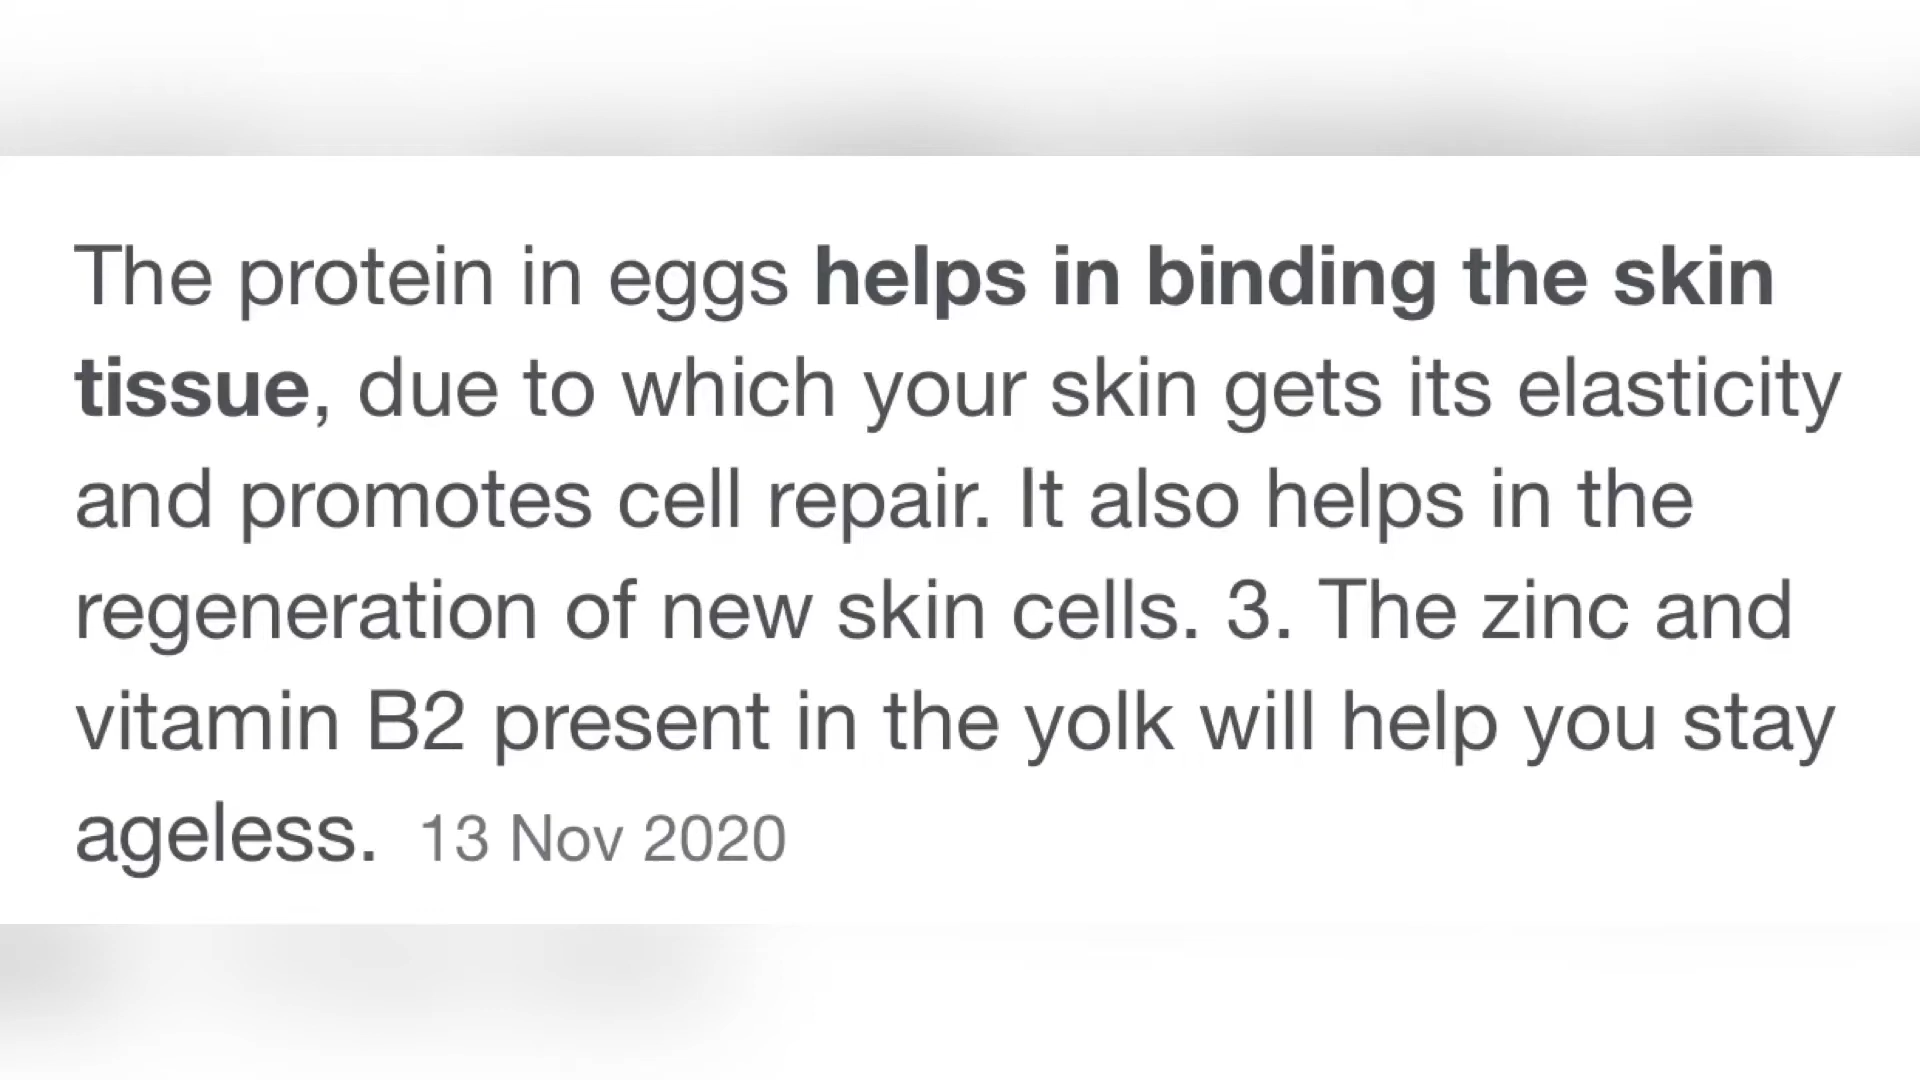 The protein in eggs helps in binding the skin
tissue, due to which your skin gets its elasticity
and promotes cell repair. It also helps in the
regeneration of new skin cells. 3. The zinc and
vitamin B2 present in the yolk will help you stay
ageless. 13 Nov 2020